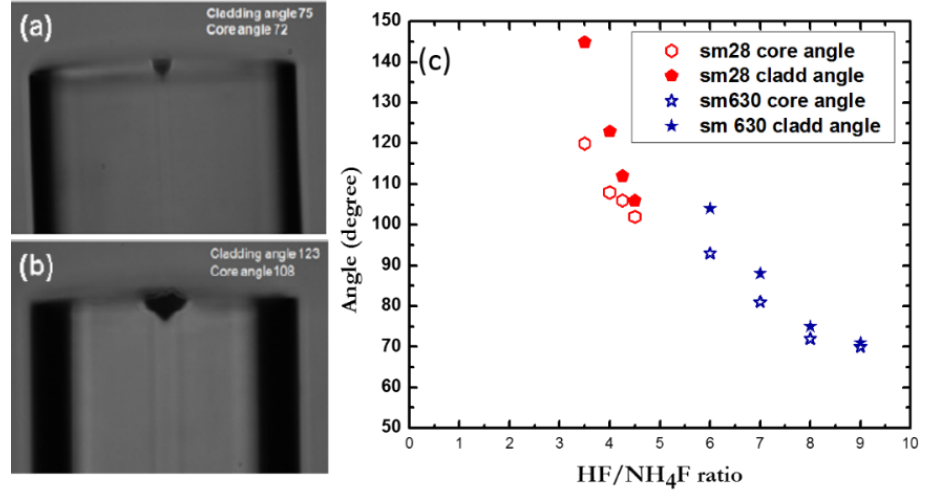 (a)
Cladding angle 75
Core angle 72
(b)
Cladding angle 123
Core angle 108
(c)
sm28 core angle
sm28 cladd angle
sm630 core angle
sm 630 cladd angle
Angle (degree)
150
140
130
120
110
100
90
80
70
60
50
0 1 2 3 4 5 6 7 8 9 10
HF/NH4F ratio